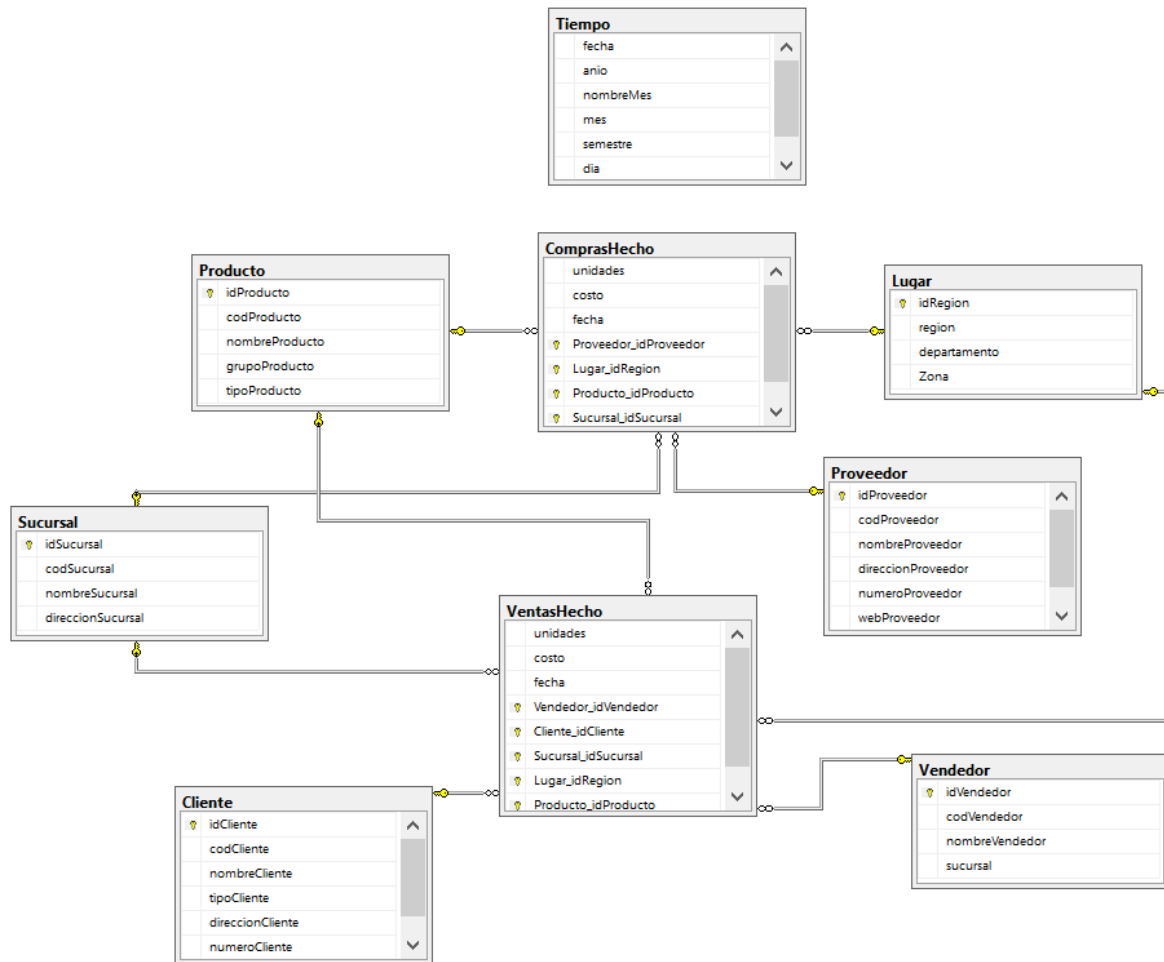 Tiempo
fecha
anio
nombreMes
mes
semestre
dia
Producto
idProducto
codProducto
nombreProducto
grupoProducto
tipoProducto
ComprasHecho
unidades
costo
fecha
Proveedor_idProveedor
Lugar_idRegion
Producto_idProducto
Sucursal_idSucursal
Lugar
idRegion
region
departamento
Zona
Proveedor
idProveedor
codProveedor
nombreProveedor
direccionProveedor
numeroProveedor
webProveedor
Sucursal
idSucursal
codSucursal
nombreSucursal
direccionSucursal
VentasHecho
unidades
costo
fecha
Vendedor_idVendedor
Cliente_idCliente
Sucursal_idSucursal
Lugar_idRegion
Producto_idProducto
Vendedor
idVendedor
codVendedor
nombreVendedor
sucursal
Cliente
idCliente
codCliente
nombreCliente
tipoCliente
direccionCliente
numeroCliente